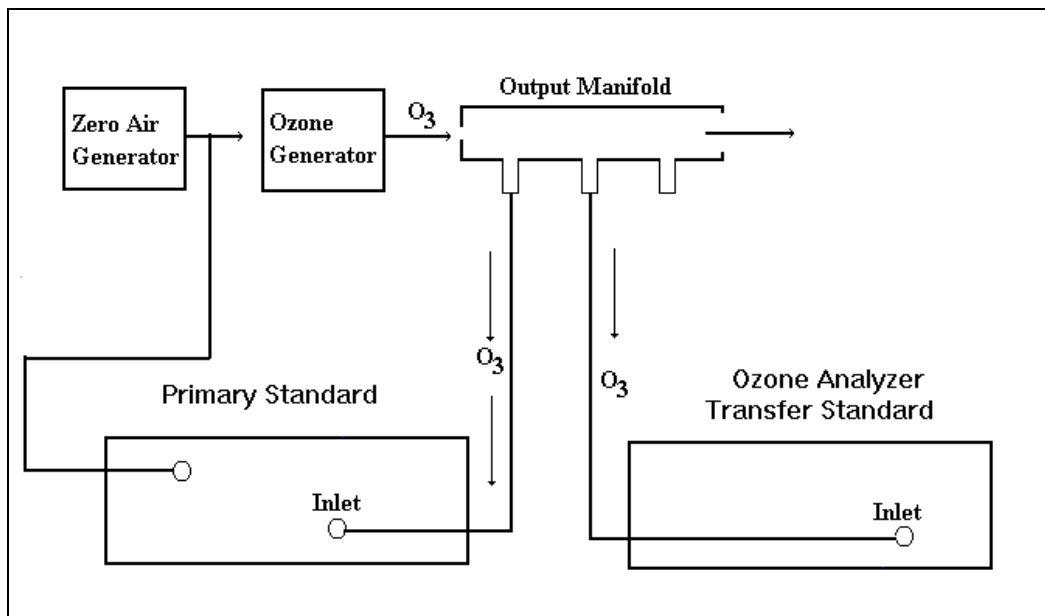 Output Manifold
Zero Air
Generator
Ozone
Generator
O3
O3
O3
Primary Standard
Ozone Analyzer
Transfer Standard
Inlet
Inlet